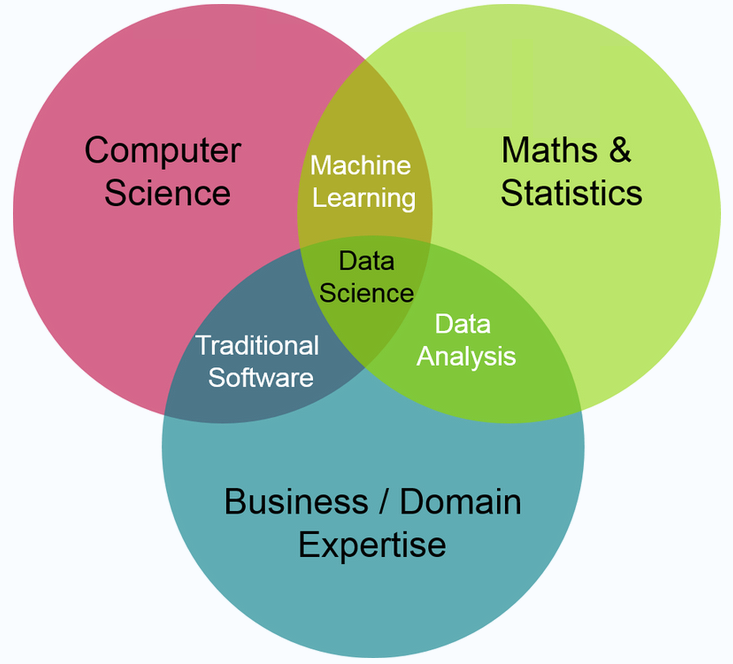 Computer
Science
Maths &
Statistics
Machine
Learning
Data
Science
Traditional
Software
Data
Analysis
Business / Domain
Expertise